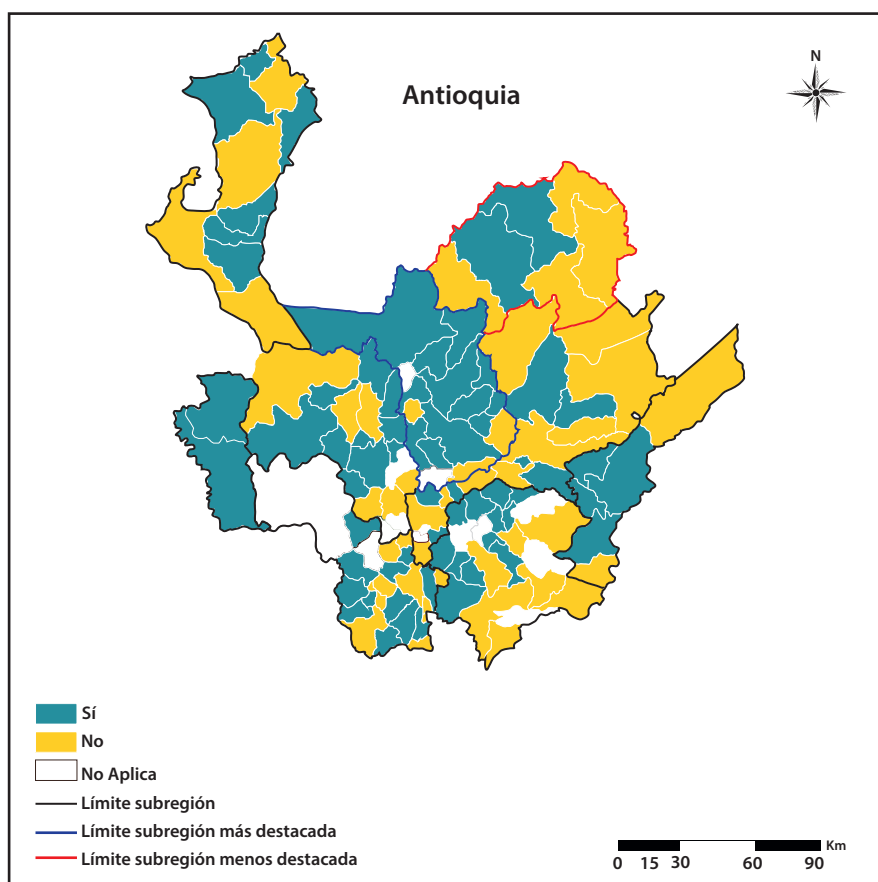 Antioquia
N
Sí
No
No Aplica
Límite subregión
Límite subregión más destacada
Límite subregión menos destacada
Km
0 15 30 60 90